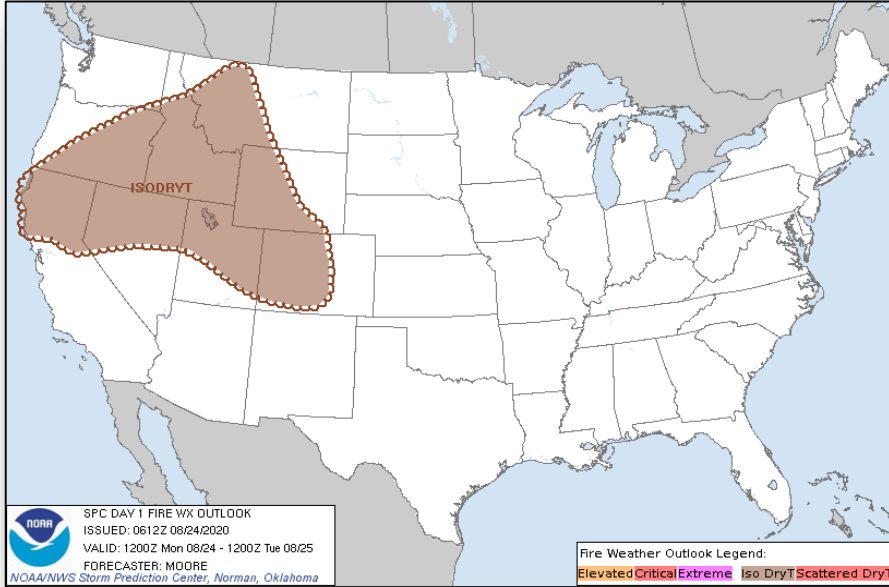 ISODRYT
NOAA
SPC DAY 1 FIRE WX OUTLOOK
ISSUED: 0612Z 08/24/2020
VALID: 1200Z Mon 08/24 - 1200Z Tue 08/25
FORECASTER: MOORE
NOAA/NWS Storm Prediction Center, Norman, Oklahoma
Fire Weather Outlook Legend:
Elevated Critical Extreme Iso DryT Scattered DryT